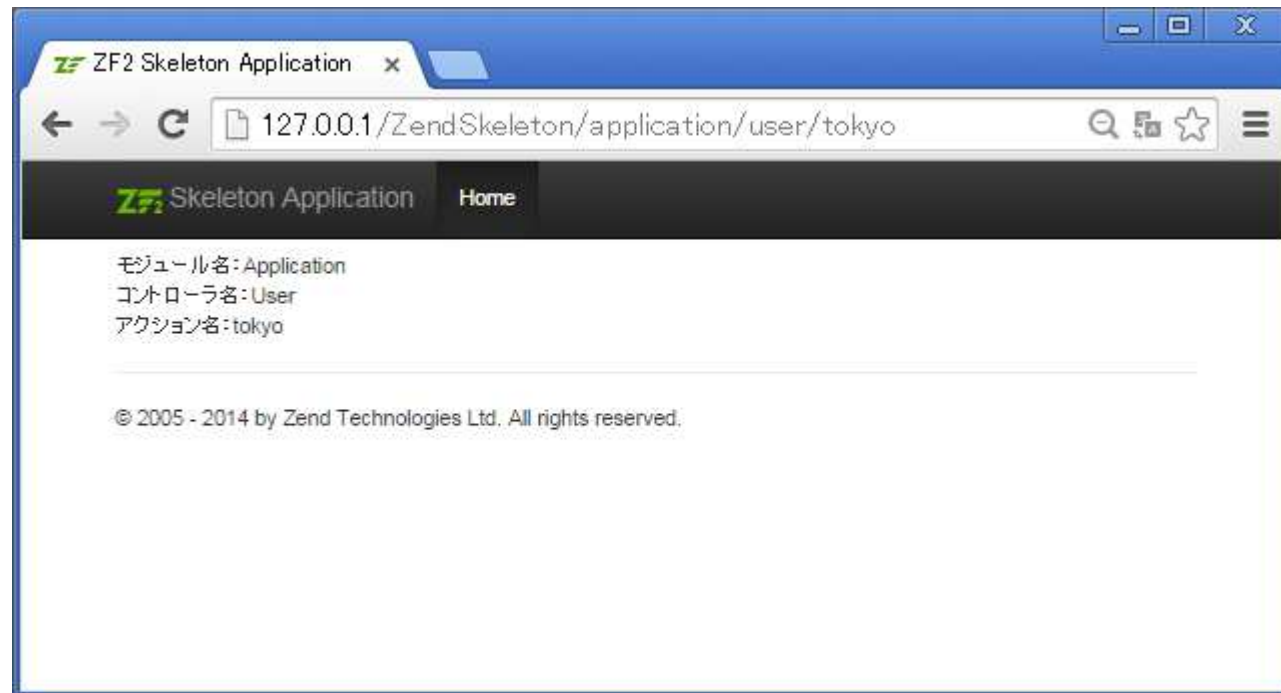 ZF2 Skeleton Application
127.0.0.1/ZendSkeleton/application/user/tokyo
ZF2 Skeleton Application Home
モジュール名：Application
コントローラ名：User
アクション名：tokyo
© 2005 - 2014 by Zend Technologies Ltd. All rights reserved.